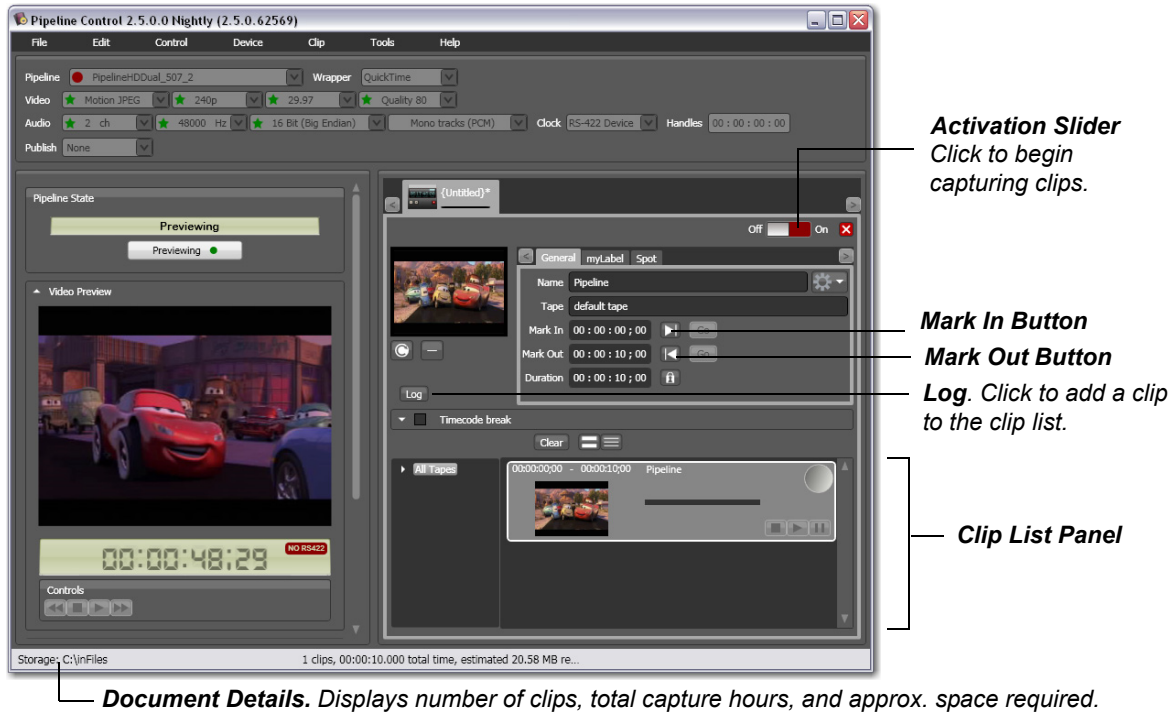 Pipeline Control 2.5.0.0 Nightly (2.5.0.62569)
File Edit Control Device Clip Tools Help
Pipeline PipelineHDDual_507_2 Wrapper QuickTime
Video Motion JPEG 240p 29.97 Quality 80
Audio 2 ch 48000 Hz 16 Bit (Big Endian) Mono tracks (PCM) Clock RS-422 Device Handles 00 : 00 : 00 : 00
Publish None
Activation Slider
Click to begin
capturing clips.
Pipeline State
Previewing
Previewing
Video Preview
00:00:48;29
NO RS422
Controls
< {Untitled}* >
Off On X
< General myLabel Spot >
Name Pipeline
Tape default tape
Mark In 00 : 00 : 00 ; 00 Go
Mark Out 00 : 00 : 10 ; 00 Go
Duration 00 : 00 : 10 ; 00
Log
Timecode break
Clear
All Tapes
00:00:00;00 - 00:00:10;00 Pipeline
Mark In Button
Mark Out Button
Log. Click to add a clip
to the clip list.
Clip List Panel
Storage: C:\inFiles
1 clips, 00:00:10.000 total time, estimated 20.58 MB re...
Document Details. Displays number of clips, total capture hours, and approx. space required.